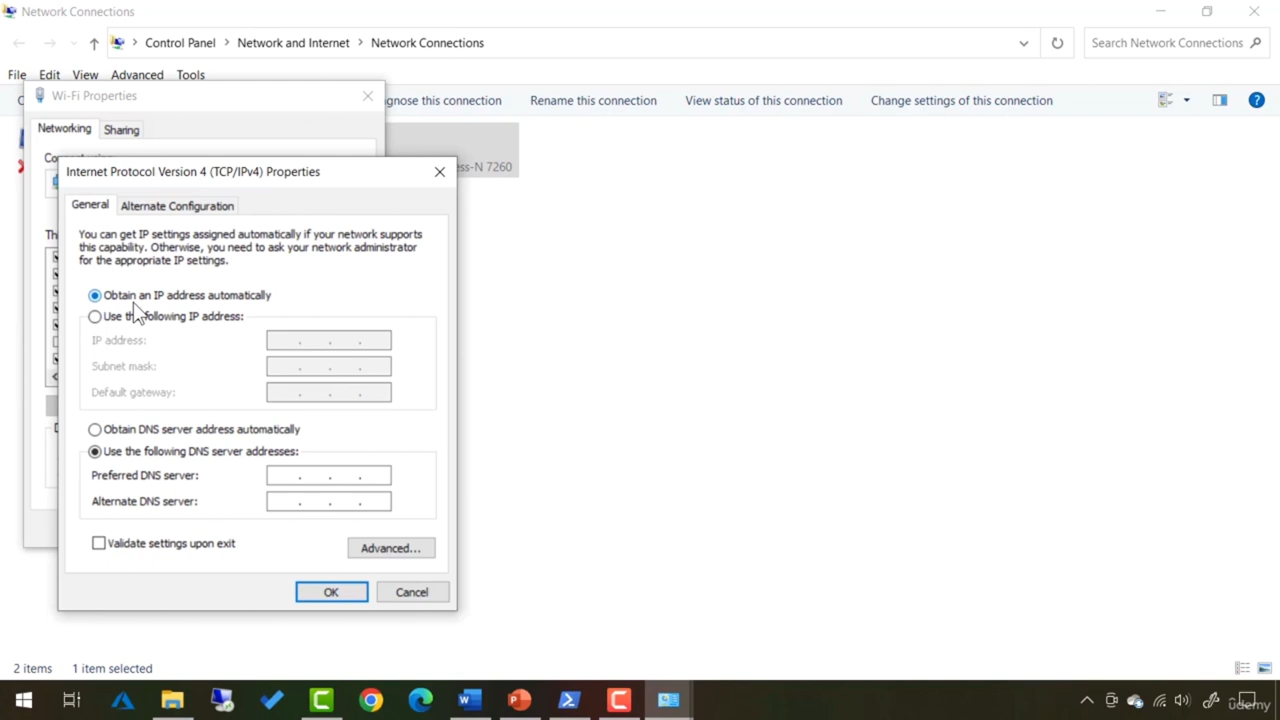 Network Connections
Control Panel > Network and Internet > Network Connections
Search Network Connections
File Edit View Advanced Tools
Wi-Fi Properties
gnose this connection Rename this connection View status of this connection Change settings of this connection
Networking Sharing
ess-N 7260
Internet Protocol Version 4 (TCP/IPv4) Properties
General Alternate Configuration
You can get IP settings assigned automatically if your network supports
this capability. Otherwise, you need to ask your network administrator
for the appropriate IP settings.
Obtain an IP address automatically
Use the following IP address:
IP address: . . .
Subnet mask: . . .
Default gateway: . . .
Obtain DNS server address automatically
Use the following DNS server addresses:
Preferred DNS server: . . .
Alternate DNS server: . . .
Validate settings upon exit
Advanced...
OK Cancel
2 items 1 item selected
udemy